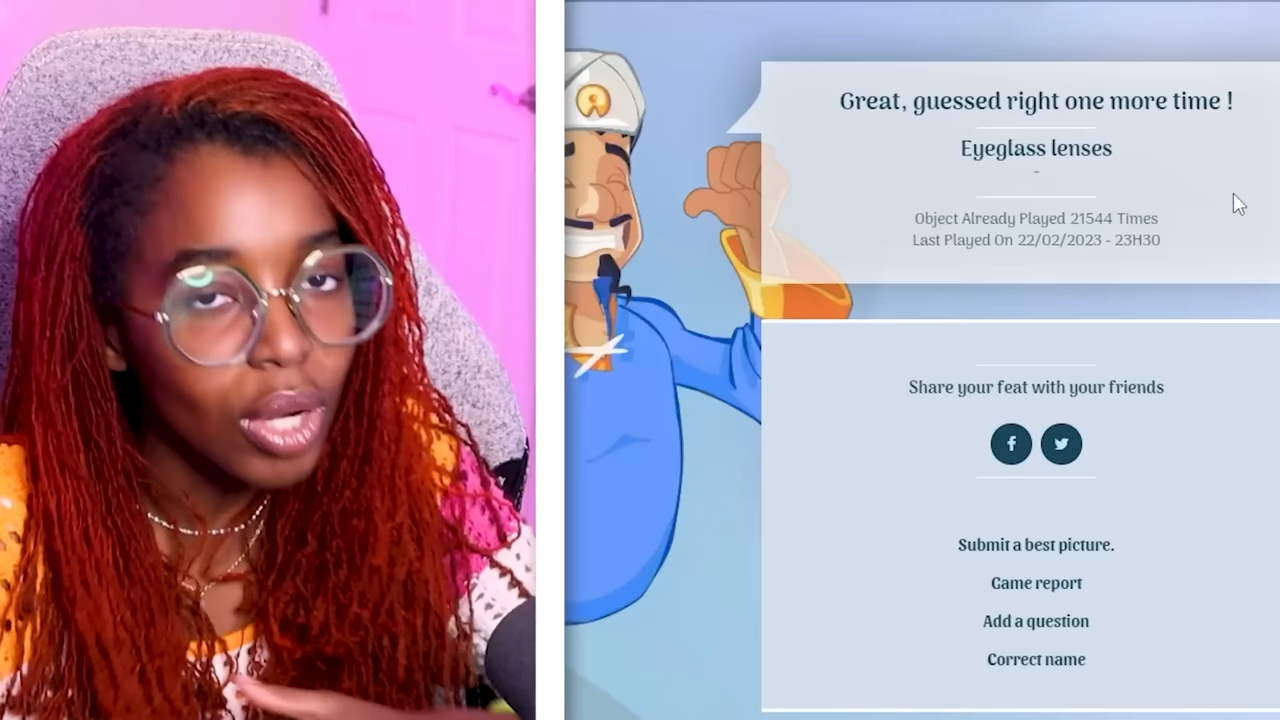 Great, guessed right one more time !
Eyeglass lenses
-
Object Already Played 21544 Times
Last Played On 22/02/2023 - 23H30
Share your feat with your friends
Submit a best picture.
Game report
Add a question
Correct name